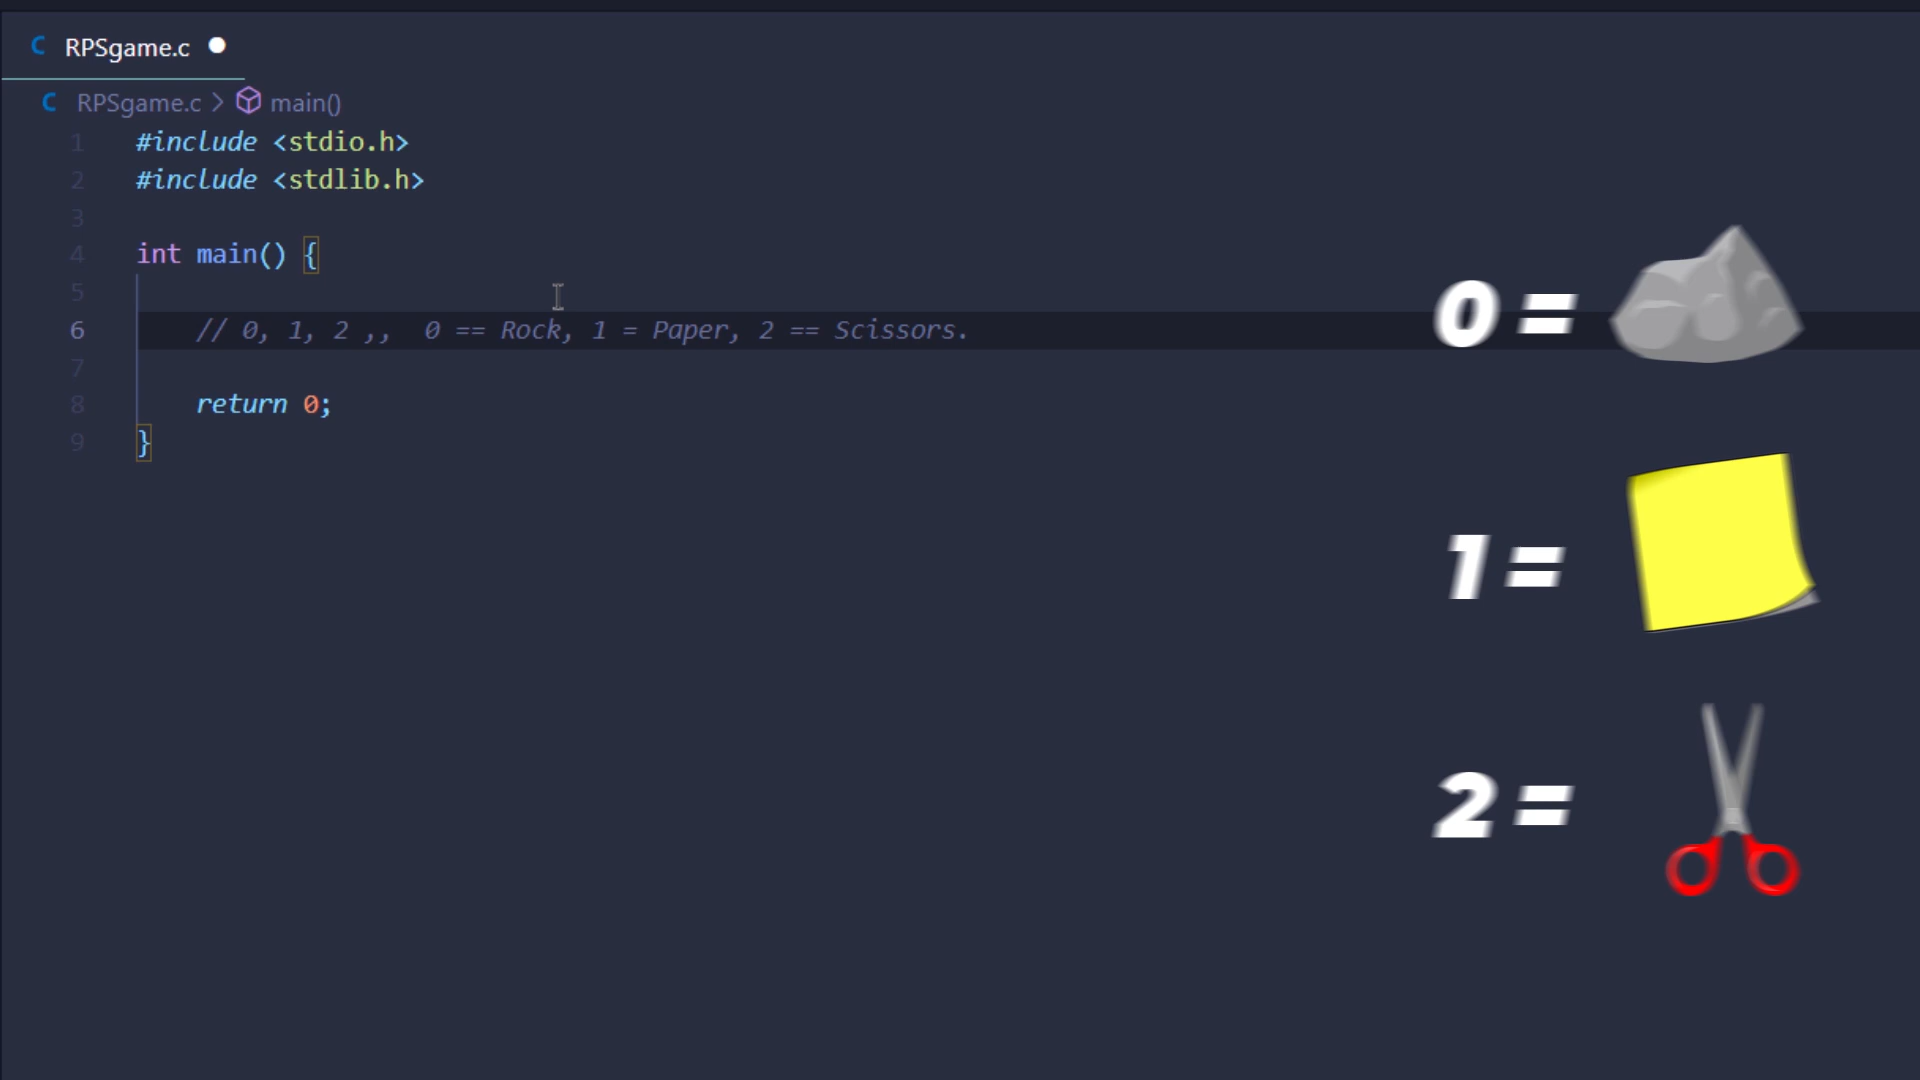 C RPSgame.c
C RPSgame.c > main()
1 #include <stdio.h>
2 #include <stdlib.h>
3
4 int main() {
5
6 // 0, 1, 2 ,,  0 == Rock, 1 = Paper, 2 == Scissors.
7
8 return 0;
9 }
0 =
1 =
2 =